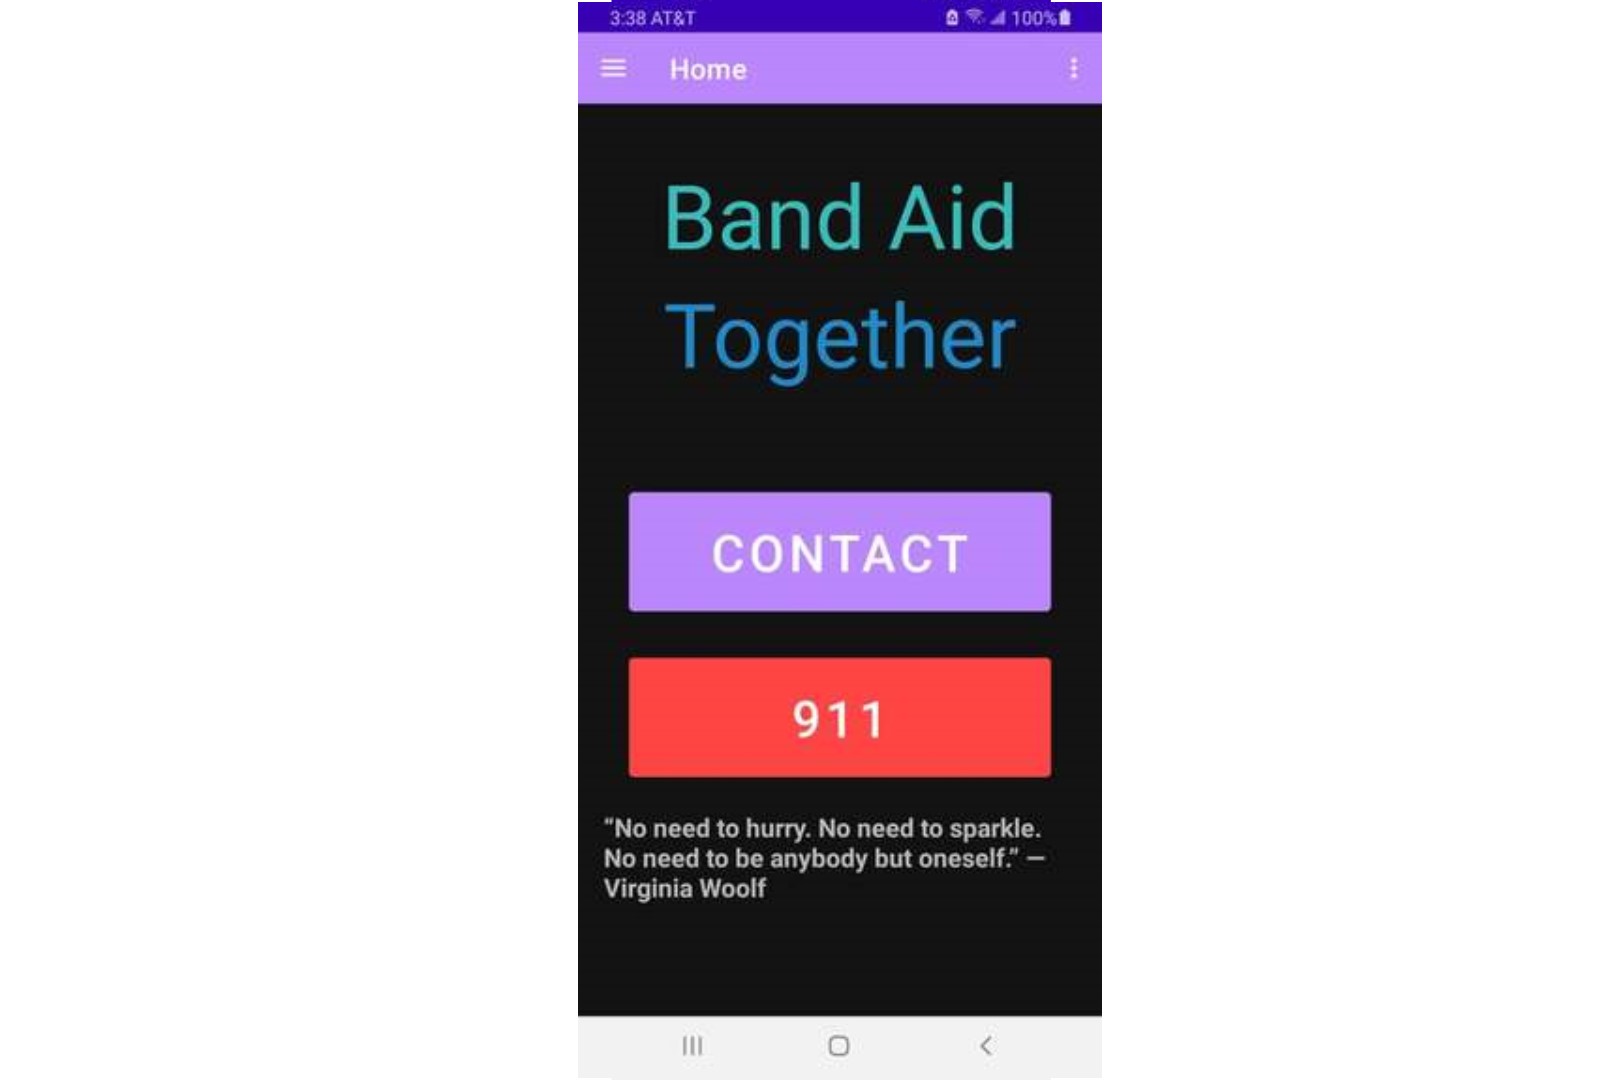 3:38 AT&T 100%
Home
Band Aid
Together
CONTACT
911
“No need to hurry. No need to sparkle.
No need to be anybody but oneself.” —
Virginia Woolf